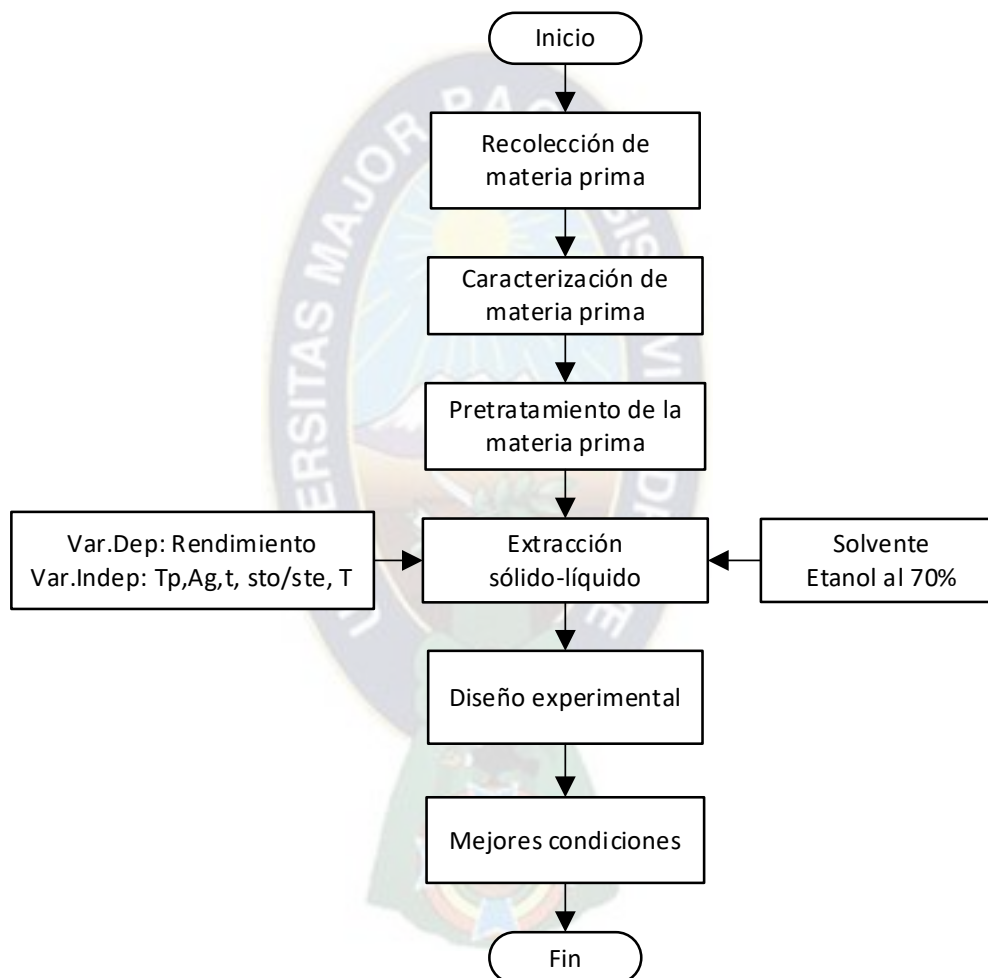 Inicio
Recolección de
materia prima
Caracterización de
materia prima
Pretratamiento de la
materia prima
Var.Dep: Rendimiento
Var.Indep: Tp,Ag,t, sto/ste, T
Extracción
sólido-líquido
Solvente
Etanol al 70%
Diseño experimental
Mejores condiciones
Fin